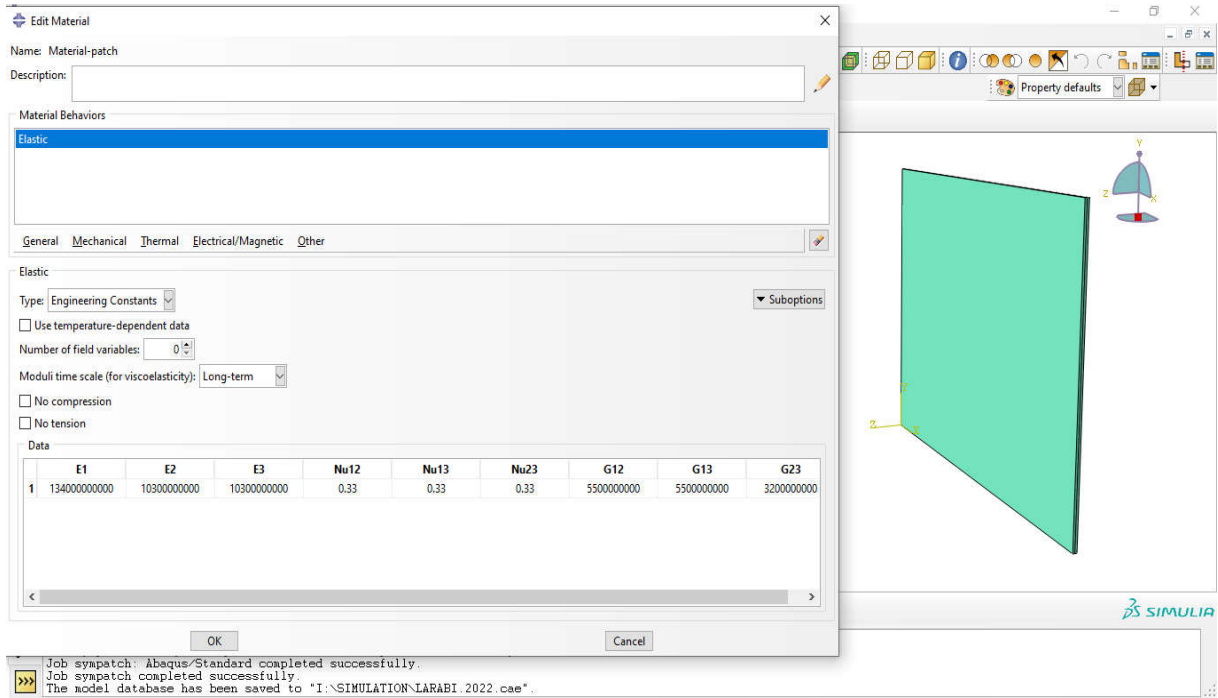 Edit Material
Name: Material-patch
Description:
Material Behaviors
Elastic
General Mechanical Thermal Electrical/Magnetic Other
Elastic
Type: Engineering Constants
Suboptions
Use temperature-dependent data
Number of field variables: 0
Moduli time scale (for viscoelasticity): Long-term
No compression
No tension
Data
E1 E2 E3 Nu12 Nu13 Nu23 G12 G13 G23
1 134000000000 10300000000 10300000000 0.33 0.33 0.33 5500000000 5500000000 3200000000
OK Cancel
Property defaults
Y
Z X
Y
Z
SIMULIA
>>>
Job sympatch: Abaqus/Standard completed successfully.
Job sympatch completed successfully.
The model database has been saved to "I:\SIMULATION\LARABI.2022.cae".